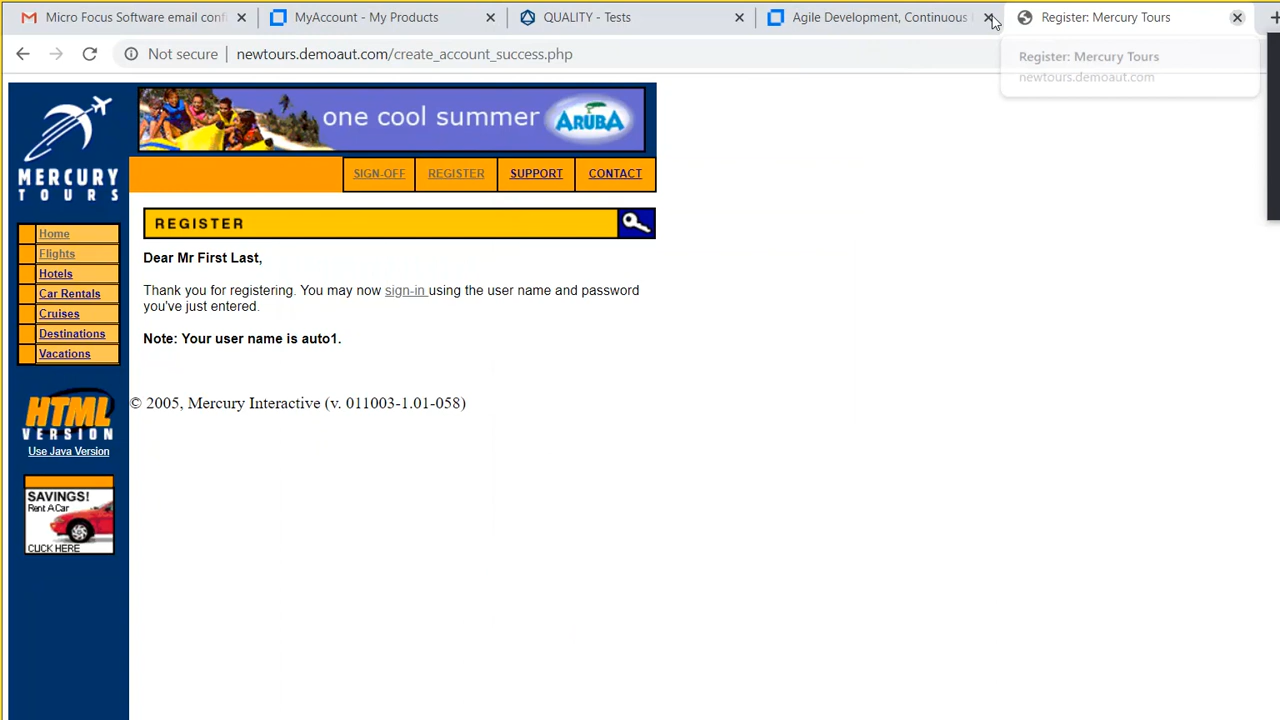 Micro Focus Software email conf
MyAccount - My Products
QUALITY - Tests
Agile Development, Continuous
Register: Mercury Tours
Not secure
newtours.demoaut.com/create_account_success.php
Register: Mercury Tours
newtours.demoaut.com
one cool summer
ARUBA
MERCURY
TOURS
SIGN-OFF
REGISTER
SUPPORT
CONTACT
REGISTER
Home
Flights
Hotels
Car Rentals
Cruises
Destinations
Vacations
Dear Mr First Last,
Thank you for registering. You may now sign-in using the user name and password
you've just entered.
Note: Your user name is auto1.
© 2005, Mercury Interactive (v. 011003-1.01-058)
HTML
VERSION
Use Java Version
SAVINGS!
Rent A Car
CLICK HERE